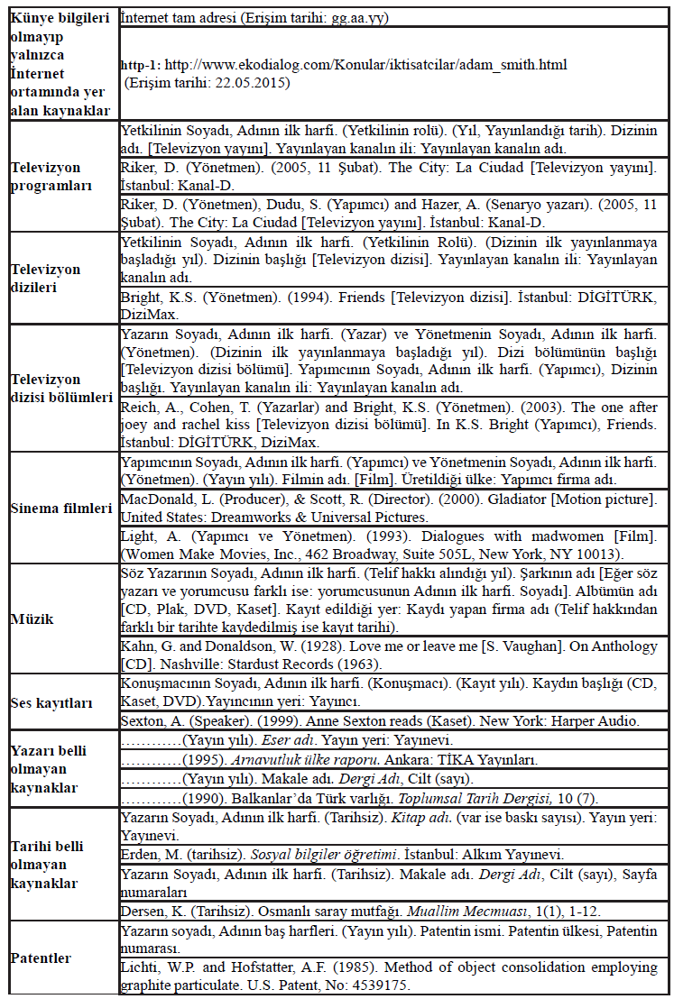 Künye bilgileri
olmayıp
yalnızca
İnternet
ortamında yer
alan kaynaklar
İnternet tam adresi (Erişim tarihi: gg.aa.yy)
http-1: http://www.ekodialog.com/Konular/iktisatcilar/adam_smith.html
(Erişim tarihi: 22.05.2015)
Televizyon
programları
Yetkilinin Soyadı, Adının ilk harfi. (Yetkilinin rolü). (Yıl, Yayınlandığı tarih). Dizinin
adı. [Televizyon yayını]. Yayınlayan kanalın ili: Yayınlayan kanalın adı.
Riker, D. (Yönetmen). (2005, 11 Şubat). The City: La Ciudad [Televizyon yayını].
İstanbul: Kanal-D.
Riker, D. (Yönetmen), Dudu, S. (Yapımcı) and Hazer, A. (Senaryo yazarı). (2005, 11
Şubat). The City: La Ciudad [Televizyon yayını]. İstanbul: Kanal-D.
Televizyon
dizileri
Yetkilinin Soyadı, Adının ilk harfi. (Yetkilinin Rolü). (Dizinin ilk yayınlanmaya
başladığı yıl). Dizinin başlığı [Televizyon dizisi]. Yayınlayan kanalın ili: Yayınlayan
kanalın adı.
Bright, K.S. (Yönetmen). (1994). Friends [Televizyon dizisi]. İstanbul: DİGİTÜRK,
DiziMax.
Televizyon
dizisi bölümleri
Yazarın Soyadı, Adının ilk harfi. (Yazar) ve Yönetmenin Soyadı, Adının ilk harfi.
(Yönetmen). (Dizinin ilk yayınlanmaya başladığı yıl). Dizi bölümünün başlığı
[Televizyon dizisi bölümü]. Yapımcının Soyadı, Adının ilk harfi. (Yapımcı), Dizinin
başlığı. Yayınlayan kanalın ili: Yayınlayan kanalın adı.
Reich, A., Cohen, T. (Yazarlar) and Bright, K.S. (Yönetmen). (2003). The one after
joey and rachel kiss [Televizyon dizisi bölümü]. In K.S. Bright (Yapımcı), Friends.
İstanbul: DİGİTÜRK, DiziMax.
Sinema filmleri
Yapımcının Soyadı, Adının ilk harfi. (Yapımcı) ve Yönetmenin Soyadı, Adının ilk harfi.
(Yönetmen). (Yayın yılı). Filmin adı. [Film]. Üretildiği ülke: Yapımcı firma adı.
MacDonald, L. (Producer), & Scott, R. (Director). (2000). Gladiator [Motion picture].
United States: Dreamworks & Universal Pictures.
Light, A. (Yapımcı ve Yönetmen). (1993). Dialogues with madwomen [Film].
(Women Make Movies, Inc., 462 Broadway, Suite 505L, New York, NY 10013).
Müzik
Söz Yazarının Soyadı, Adının ilk harfi. (Telif hakkı alındığı yıl). Şarkının adı [Eğer söz
yazarı ve yorumcusu farklı ise: yorumcusunun Adının ilk harfi. Soyadı]. Albümün adı
[CD, Plak, DVD, Kaset]. Kayıt edildiği yer: Kaydı yapan firma adı (Telif hakkından
farklı bir tarihte kaydedilmiş ise kayıt tarihi).
Kahn, G. and Donaldson, W. (1928). Love me or leave me [S. Vaughan]. On Anthology
[CD]. Nashville: Stardust Records (1963).
Ses kayıtları
Konuşmacının Soyadı, Adının ilk harfi. (Konuşmacı). (Kayıt yılı). Kaydın başlığı (CD,
Kaset, DVD).Yayıncının yeri: Yayıncı.
Sexton, A. (Speaker). (1999). Anne Sexton reads (Kaset). New York: Harper Audio.
Yazarı belli
olmayan
kaynaklar
…………(Yayın yılı). Eser adı. Yayın yeri: Yayınevi.
…………(1995). Arnavutluk ülke raporu. Ankara: TİKA Yayınları.
…………(Yayın yılı). Makale adı. Dergi Adı, Cilt (sayı).
…………(1990). Balkanlar’da Türk varlığı. Toplumsal Tarih Dergisi, 10 (7).
Tarihi belli
olmayan
kaynaklar
Yazarın Soyadı, Adının ilk harfi. (Tarihsiz). Kitap adı. (var ise baskı sayısı). Yayın yeri:
Yayınevi.
Erden, M. (tarihsiz). Sosyal bilgiler öğretimi. İstanbul: Alkım Yayınevi.
Yazarın Soyadı, Adının ilk harfi. (Tarihsiz). Makale adı. Dergi Adı, Cilt (sayı), Sayfa
numaraları
Dersen, K. (Tarihsiz). Osmanlı saray mutfağı. Muallim Mecmuası, 1(1), 1-12.
Patentler
Yazarın soyadı, Adının baş harfleri. (Yayın yılı). Patentin ismi. Patentin ülkesi, Patentin
numarası.
Lichti, W.P. and Hofstatter, A.F. (1985). Method of object consolidation employing
graphite particulate. U.S. Patent, No: 4539175.